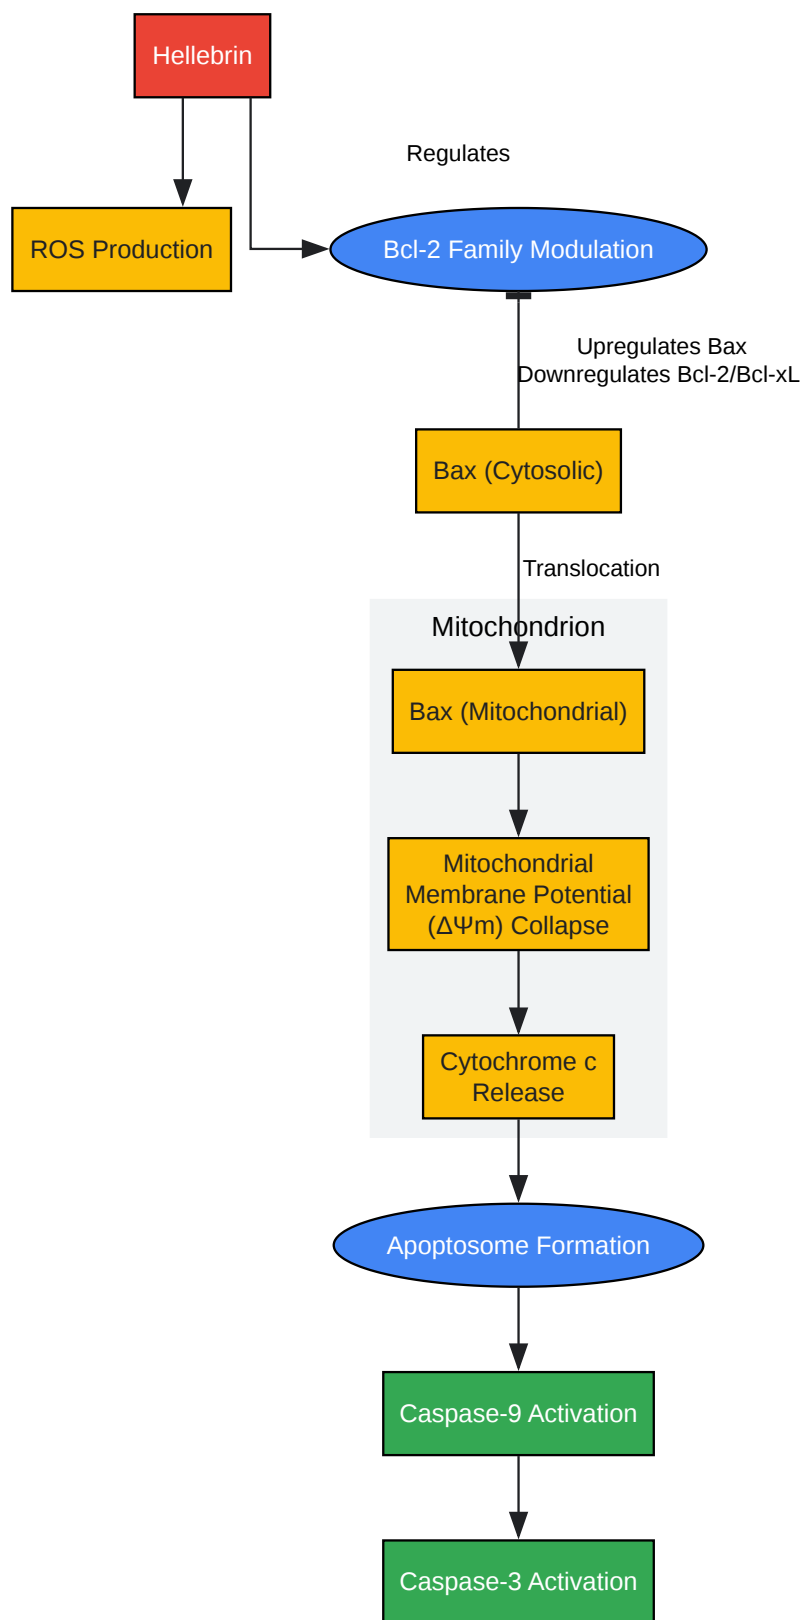 Hellebrin
Regulates
ROS Production
Bcl-2 Family Modulation
Upregulates Bax
Downregulates Bcl-2/Bcl-xL
Bax (Cytosolic)
Translocation
Mitochondrion
Bax (Mitochondrial)
Mitochondrial
Membrane Potential
(ΔΨm) Collapse
Cytochrome c
Release
Apoptosome Formation
Caspase-9 Activation
Caspase-3 Activation